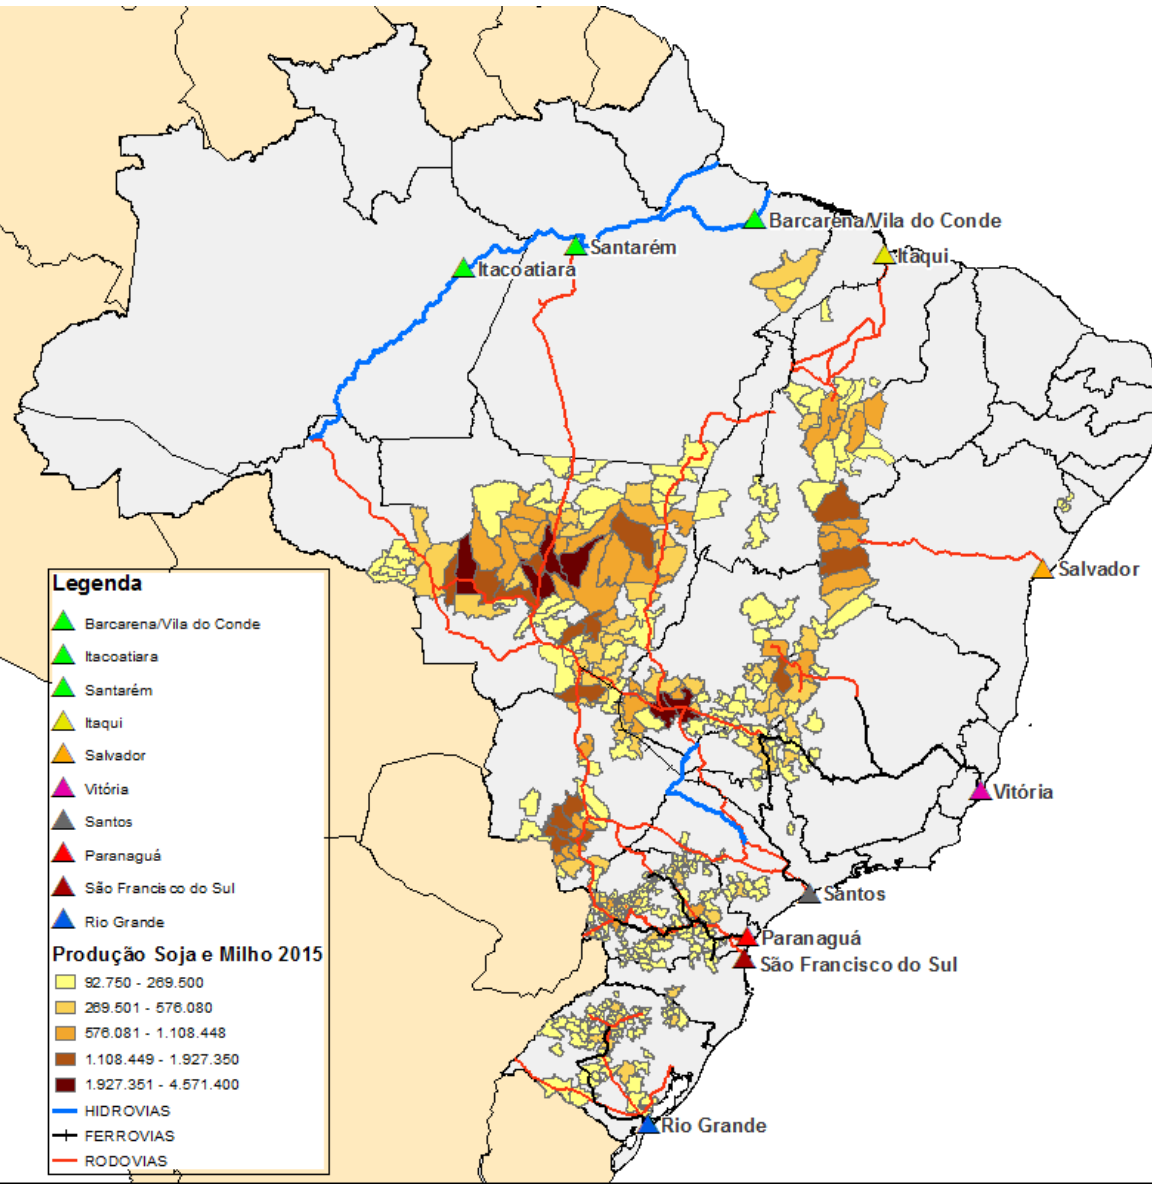 Barcarena/Vila do Conde
Santarém
Itaqui
Itacoatiara
Salvador
Vitória
Santos
Paranaguá
São Francisco do Sul
Rio Grande
Legenda
Barcarena/Vila do Conde
Itacoatiara
Santarém
Itaqui
Salvador
Vitória
Santos
Paranaguá
São Francisco do Sul
Rio Grande
Produção Soja e Milho 2015
92.750 - 269.500
269.501 - 576.080
576.081 - 1.108.448
1.108.449 - 1.927.350
1.927.351 - 4.571.400
HIDROVIAS
FERROVIAS
RODOVIAS